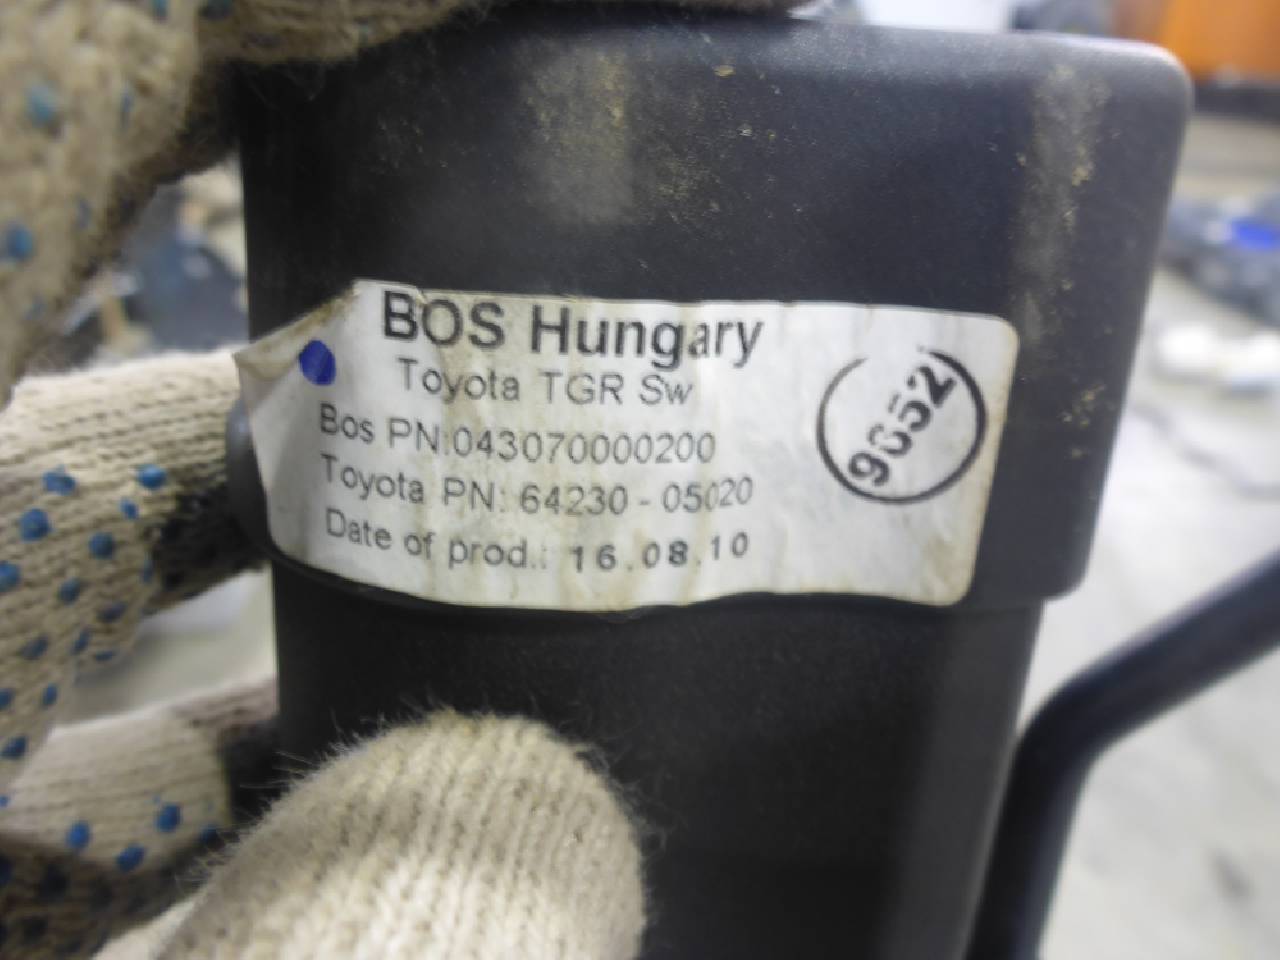 BOS Hungary
Toyota TGR Sw
Bos PN:043070000200
Toyota PN: 64230-05020
Date of prod.: 16.08.10
9652